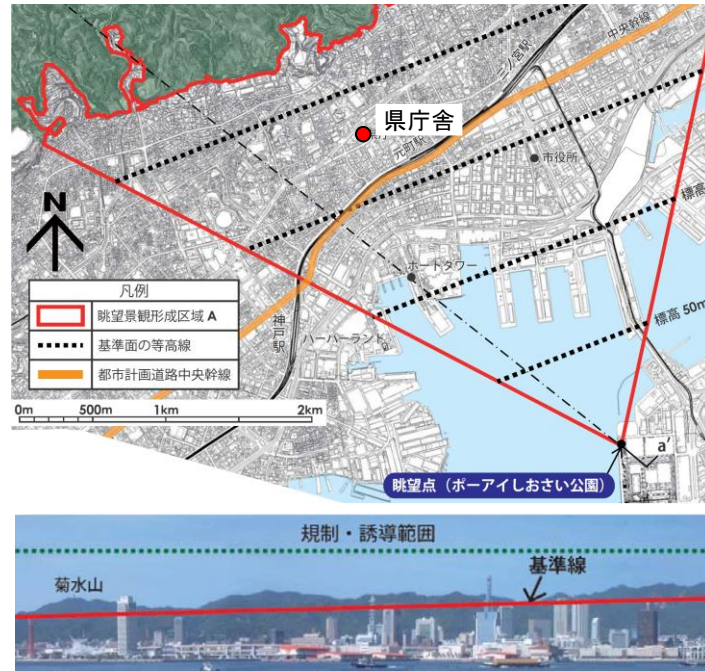 中央幹線
三ノ宮駅
県庁舎
元町駅
市役所
標高
ポートタワー
N
凡例
眺望景観形成区域 A
基準面の等高線
都市計画道路中央幹線
神戸駅
ハーバーランド
標高 50m
0m 500m 1km 2km
a'
眺望点（ポーアイしおさい公園）
規制・誘導範囲
菊水山
基準線